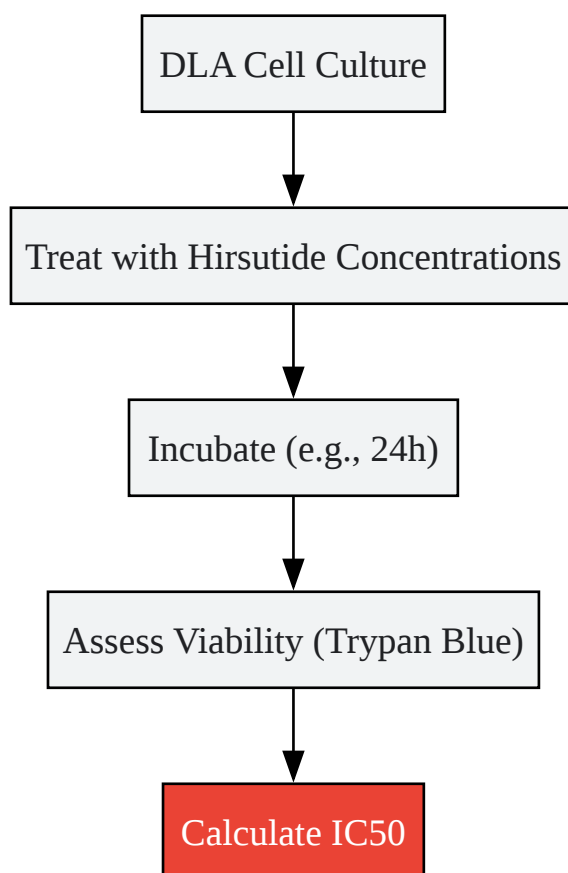 DLA Cell Culture
Treat with Hirsutide Concentrations
Incubate (e.g., 24h)
Assess Viability (Trypan Blue)
Calculate IC50